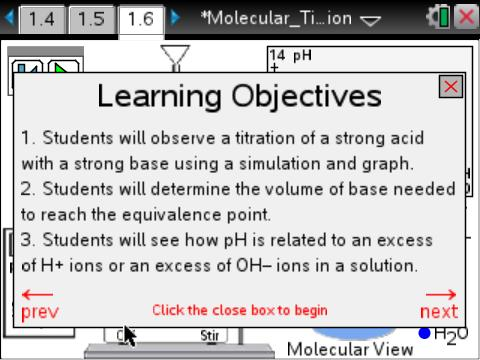 1.4 1.5 1.6 *Molecular_Ti...ion
14 pH
Learning Objectives
1. Students will observe a titration of a strong acid
with a strong base using a simulation and graph.
2. Students will determine the volume of base needed
to reach the equivalence point.
3. Students will see how pH is related to an excess
of H+ ions or an excess of OH– ions in a solution.
prev Click the close box to begin next
Stir
H2O
Molecular View